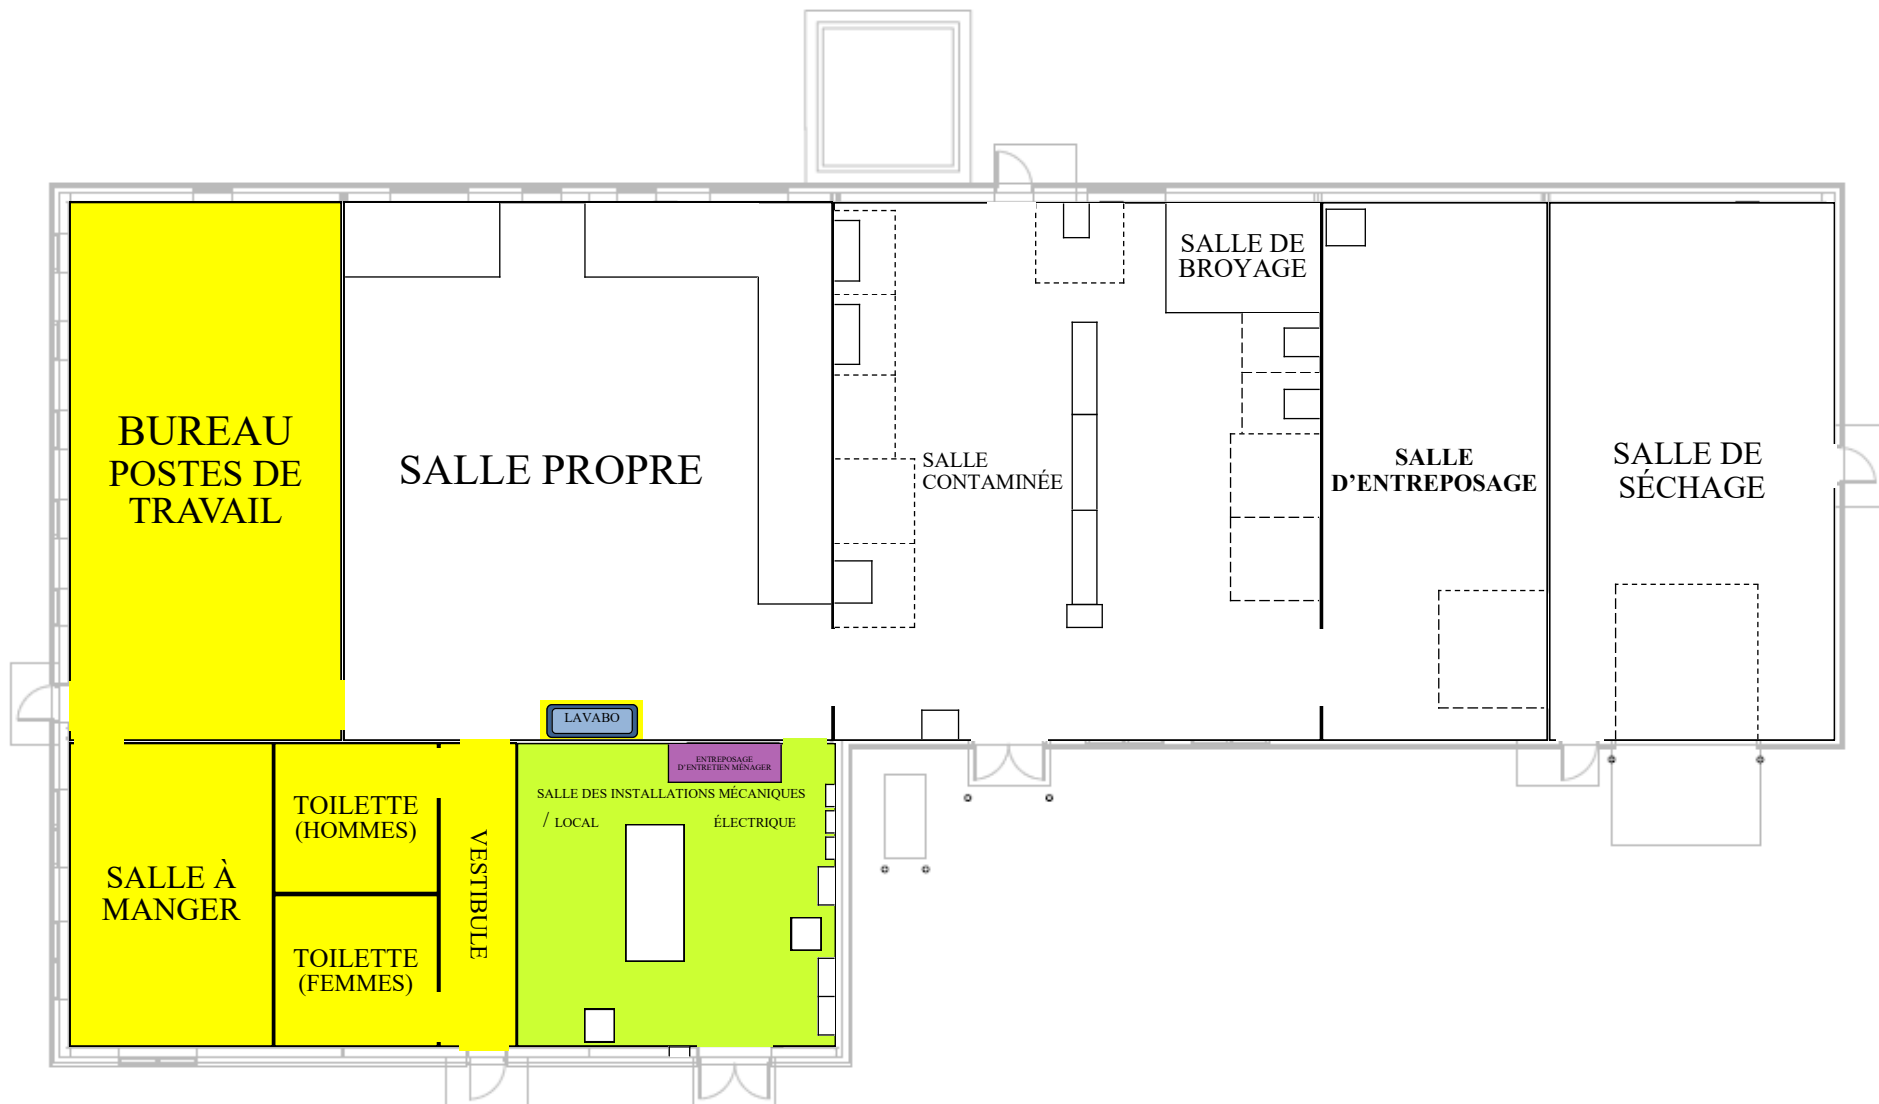 SALLE DE
BROYAGE
BUREAU
POSTES DE
TRAVAIL
SALLE PROPRE
SALLE
CONTAMINÉE
SALLE
D’ENTREPOSAGE
SALLE DE
SÉCHAGE
LAVABO
ENTREPOSAGE
D’ENTRETIEN MÉNAGER
SALLE DES INSTALLATIONS MÉCANIQUES
/ LOCAL ÉLECTRIQUE
TOILETTE
(HOMMES)
VESTIBULE
SALLE À
MANGER
TOILETTE
(FEMMES)